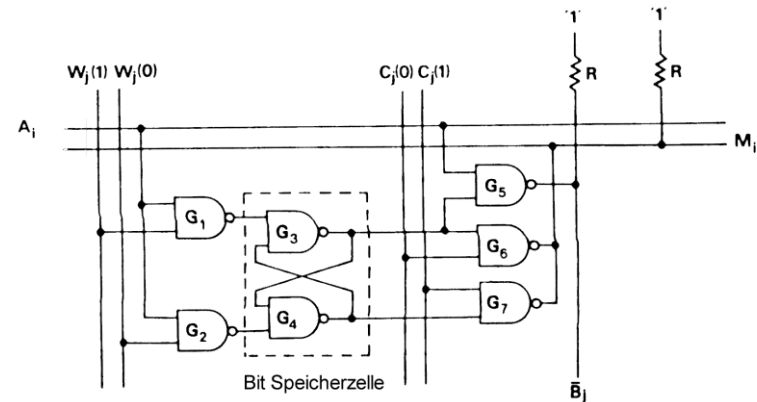 '1' '1'
W_j(1) W_j(0) C_j(0) C_j(1) R R
A_i
M_i
G_5
G_1 G_3
G_6
G_7
G_2 G_4
Bit Speicherzelle
B̅_j